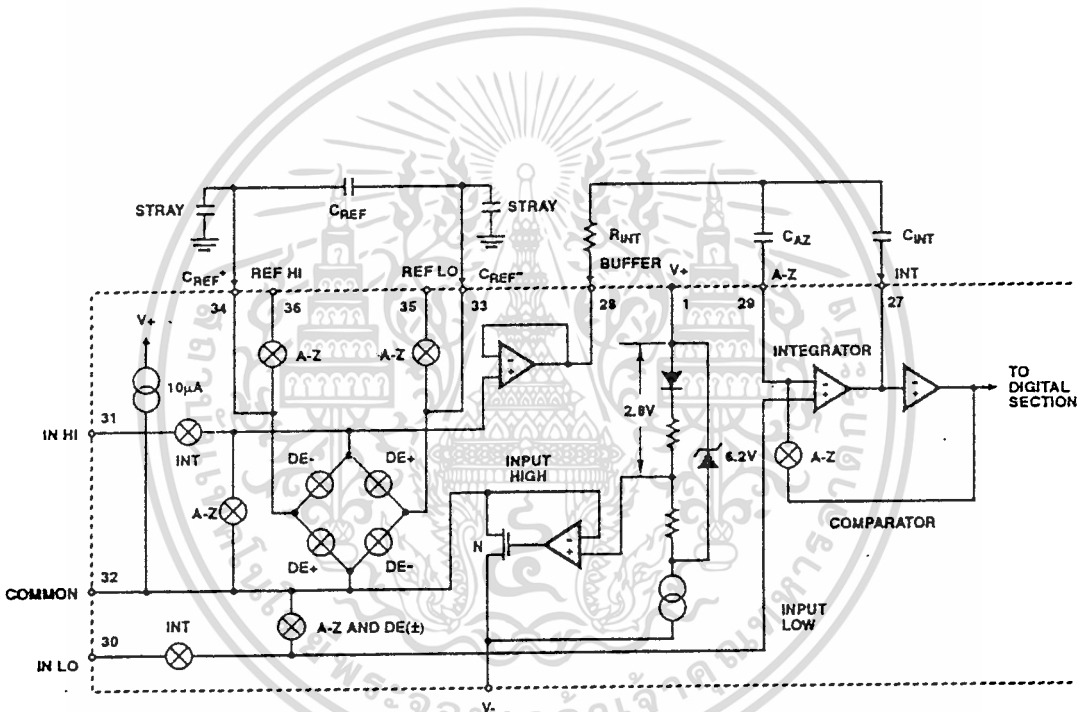 STRAY
CREF
STRAY
RINT
CAZ
CINT
CREF+
REF HI
REF LO
CREF-
BUFFER
V+
A-Z
INT
34
36
35
33
28
1
29
27
V+
10µA
A-Z
A-Z
INTEGRATOR
TO
DIGITAL
SECTION
31
IN HI
INT
2.8V
6.2V
A-Z
DE-
DE+
INPUT
HIGH
A-Z
DE+
DE-
N
COMPARATOR
32
COMMON
INT
A-Z AND DE(±)
INPUT
LOW
30
IN LO
V-